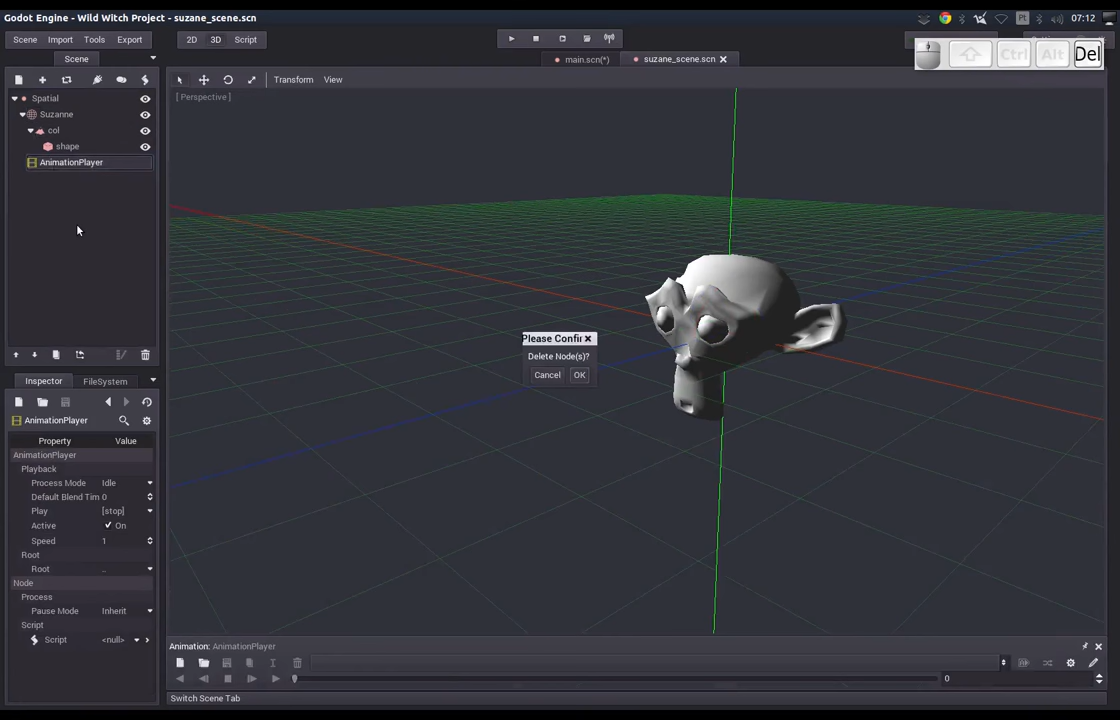 Godot Engine - Wild Witch Project - suzane_scene.scn
Pt
07:12
Scene Import Tools Export
2D 3D Script
Ctrl Alt Del
Scene
main.scn(*)
suzane_scene.scn
Transform View
[ Perspective ]
Spatial
Suzanne
col
shape
AnimationPlayer
Please Confir
Delete Node(s)?
Cancel OK
Inspector FileSystem
AnimationPlayer
Property Value
AnimationPlayer
Playback
Process Mode Idle
Default Blend Tim 0
Play [stop]
Active On
Speed 1
Root
Root ..
Node
Process
Pause Mode Inherit
Script
Script <null>
Animation: AnimationPlayer
0
Switch Scene Tab